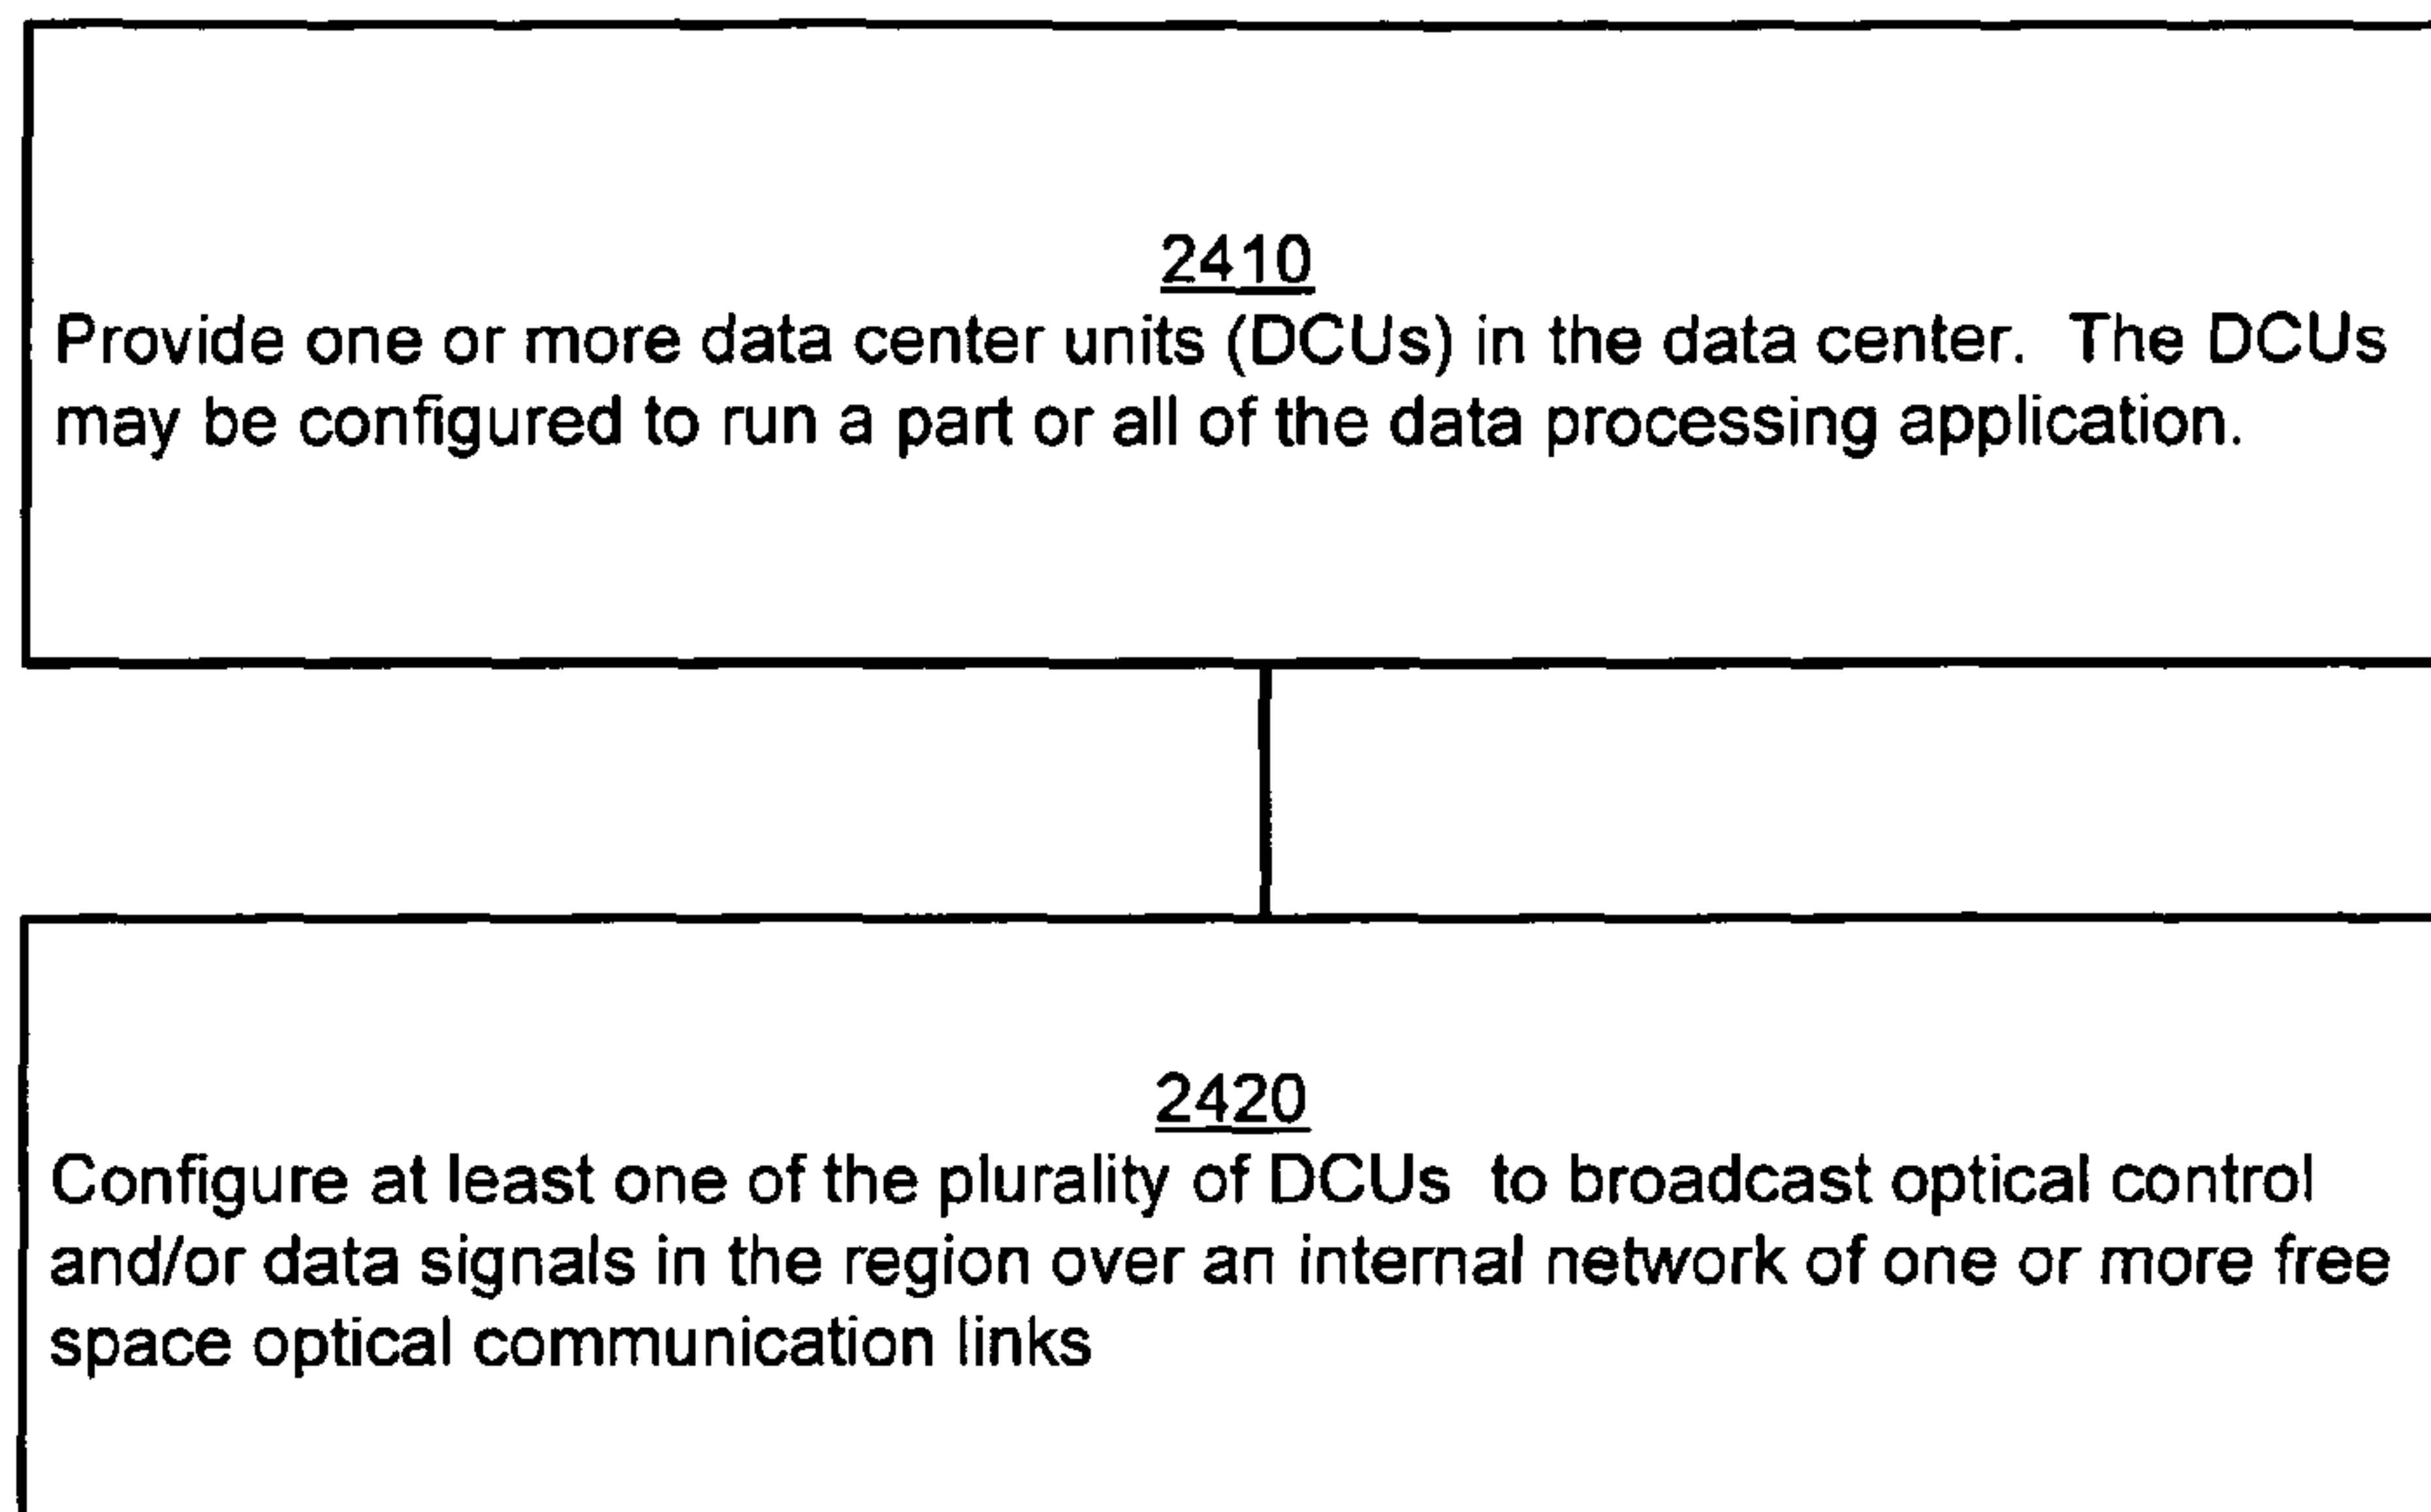 2410
Provide one or more data center units (DCUs) in the data center. The DCUs
may be configured to run a part or all of the data processing application.
2420
Configure at least one of the plurality of DCUs to broadcast optical control
and/or data signals in the region over an internal network of one or more free
space optical communication links